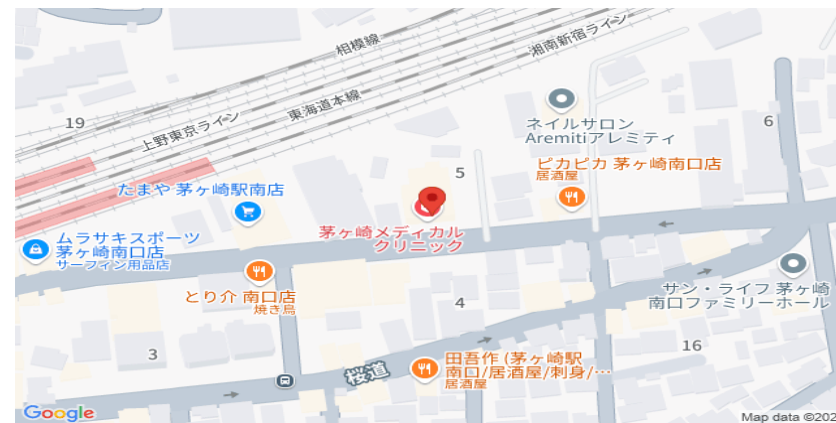 相模線
湘南新宿ライン
上野東京ライン
東海道本線
19
ネイルサロン
Aremitiアレミティ
6
5
ピカピカ 茅ヶ崎南口店
居酒屋
たまや 茅ヶ崎駅南店
茅ヶ崎メディカル
クリニック
ムラサキスポーツ
茅ヶ崎南口店
サーフィン用品店
とり介 南口店
焼き鳥
サン・ライフ 茅ヶ崎
南口ファミリーホール
4
3
16
桜道
田吾作 (茅ヶ崎駅
南口/居酒屋/刺身/…
居酒屋
Google
Map data ©202